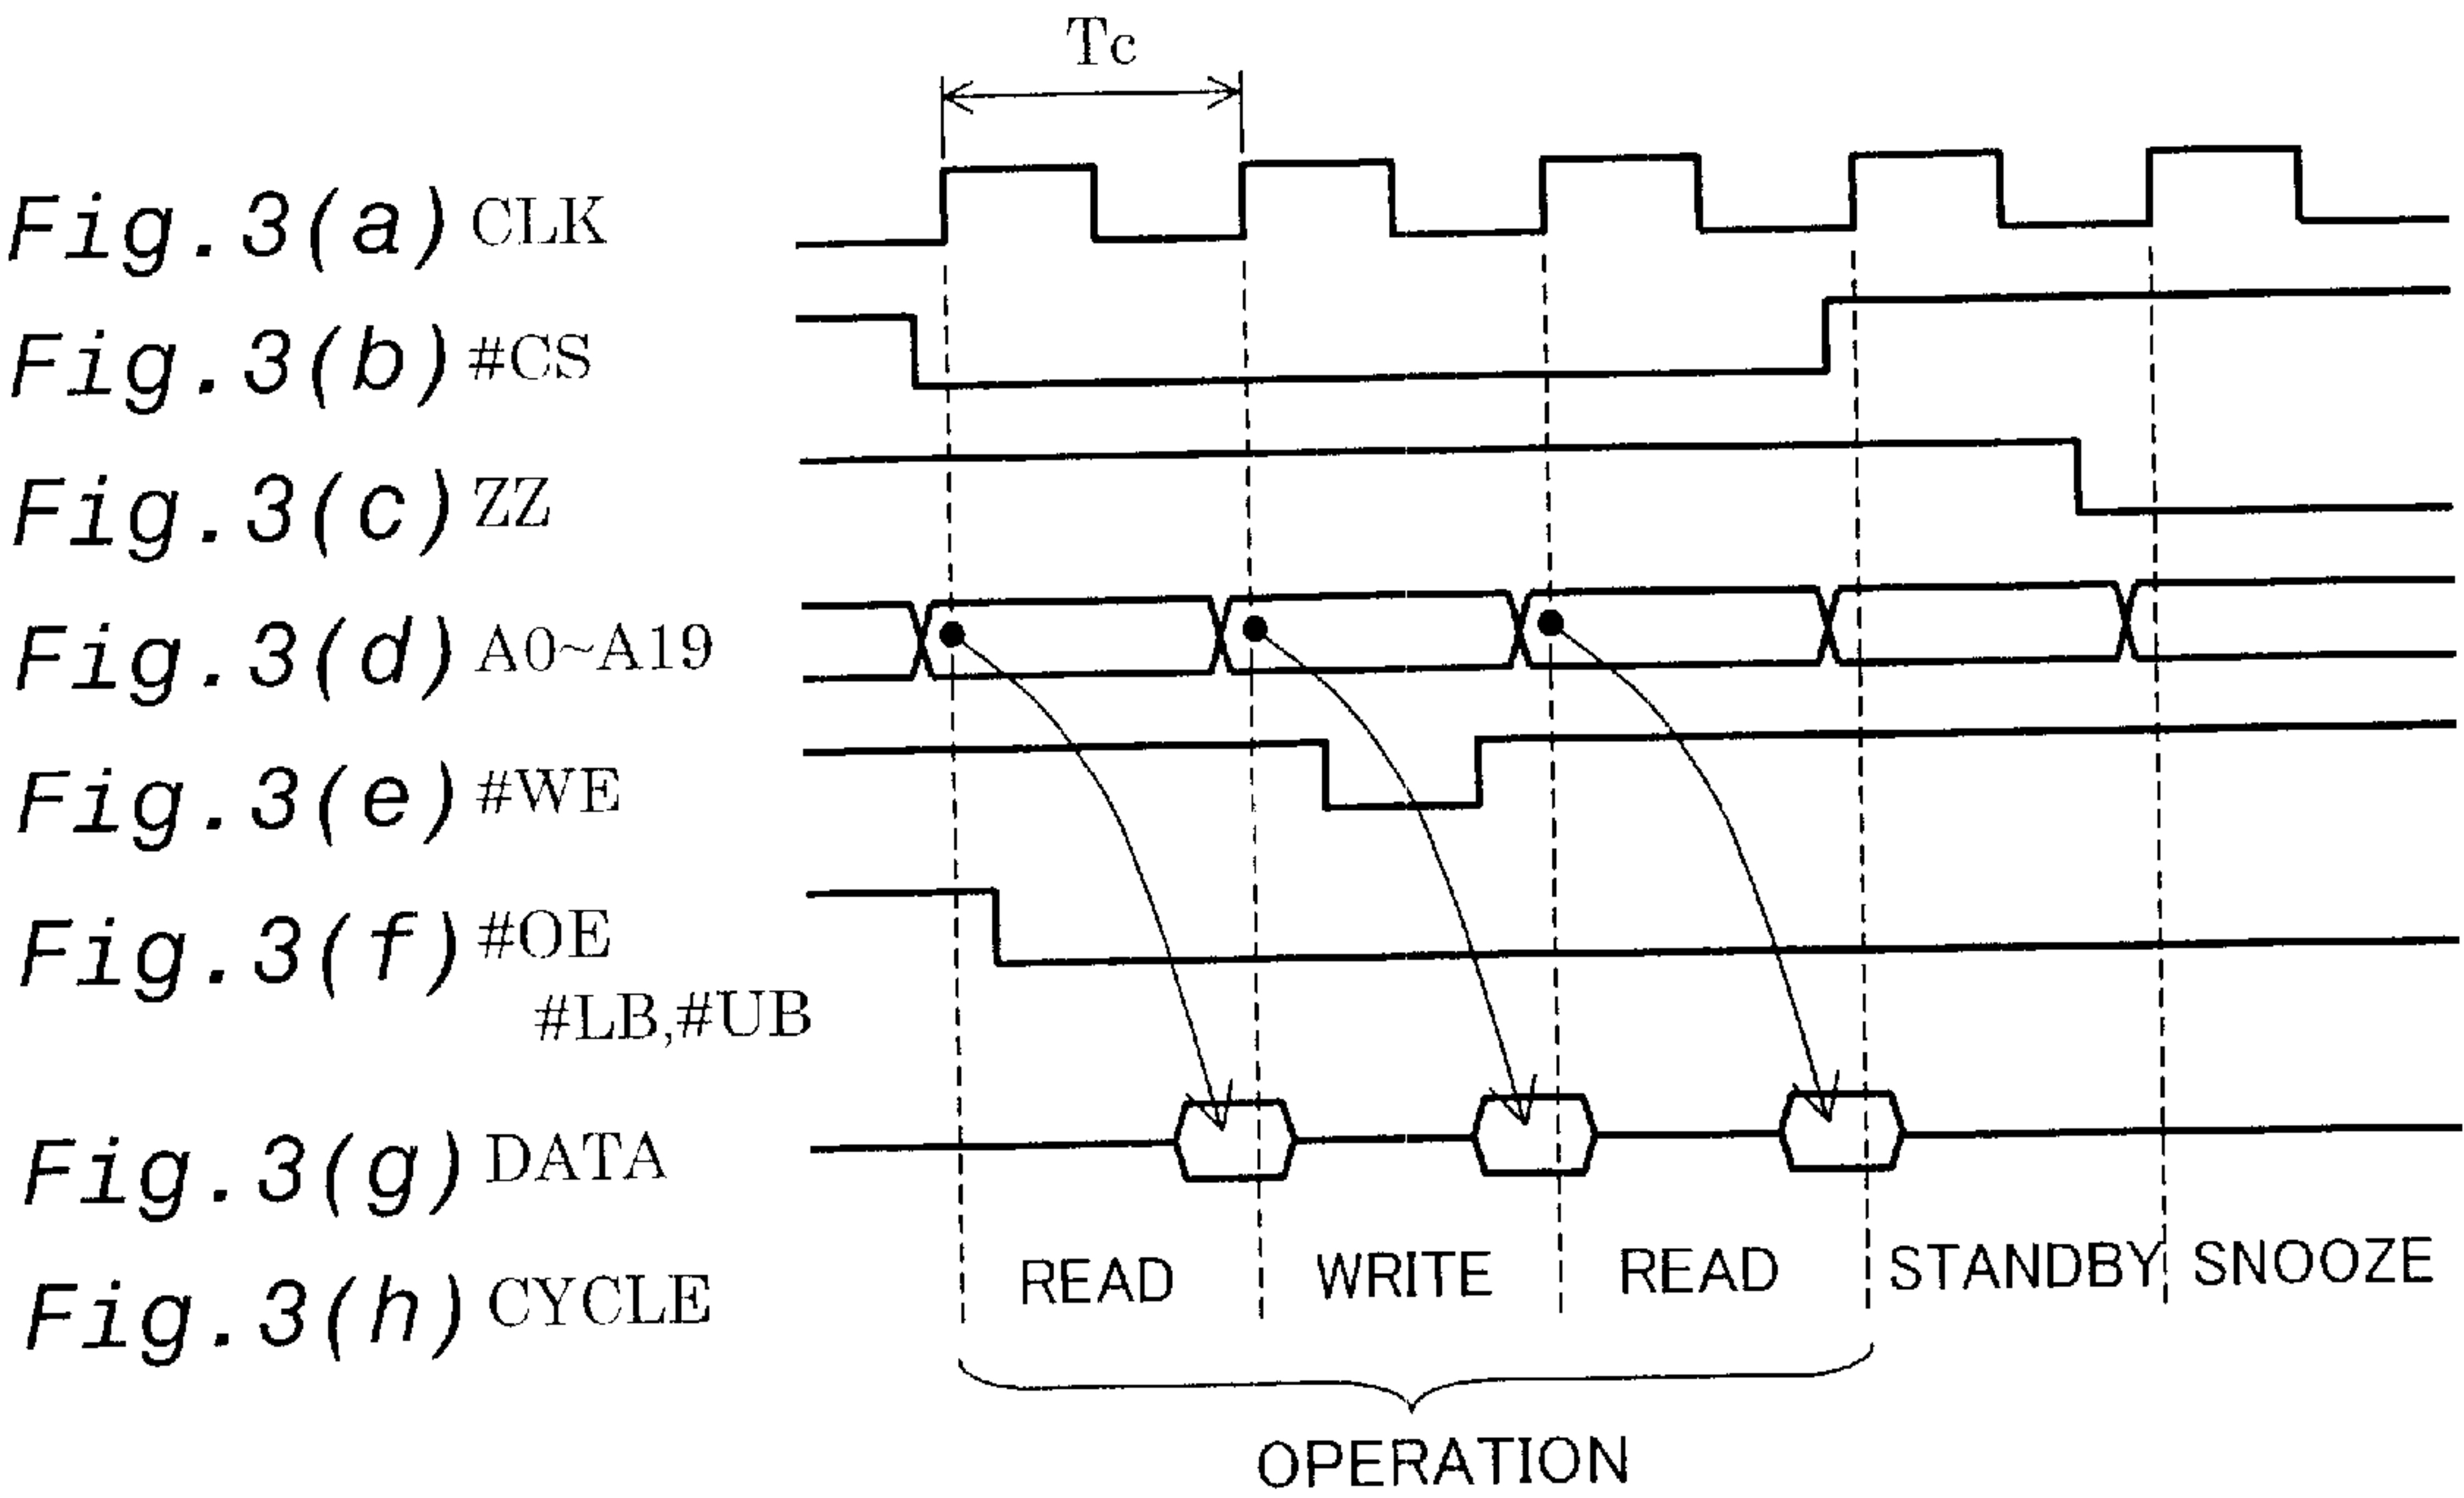 Tc
Fig.3(a) CLK
Fig.3(b) #CS
Fig.3(c) ZZ
Fig.3(d) A0~A19
Fig.3(e) #WE
Fig.3(f) #OE
#LB,#UB
Fig.3(g) DATA
Fig.3(h) CYCLE READ WRITE READ STANDBY SNOOZE
OPERATION